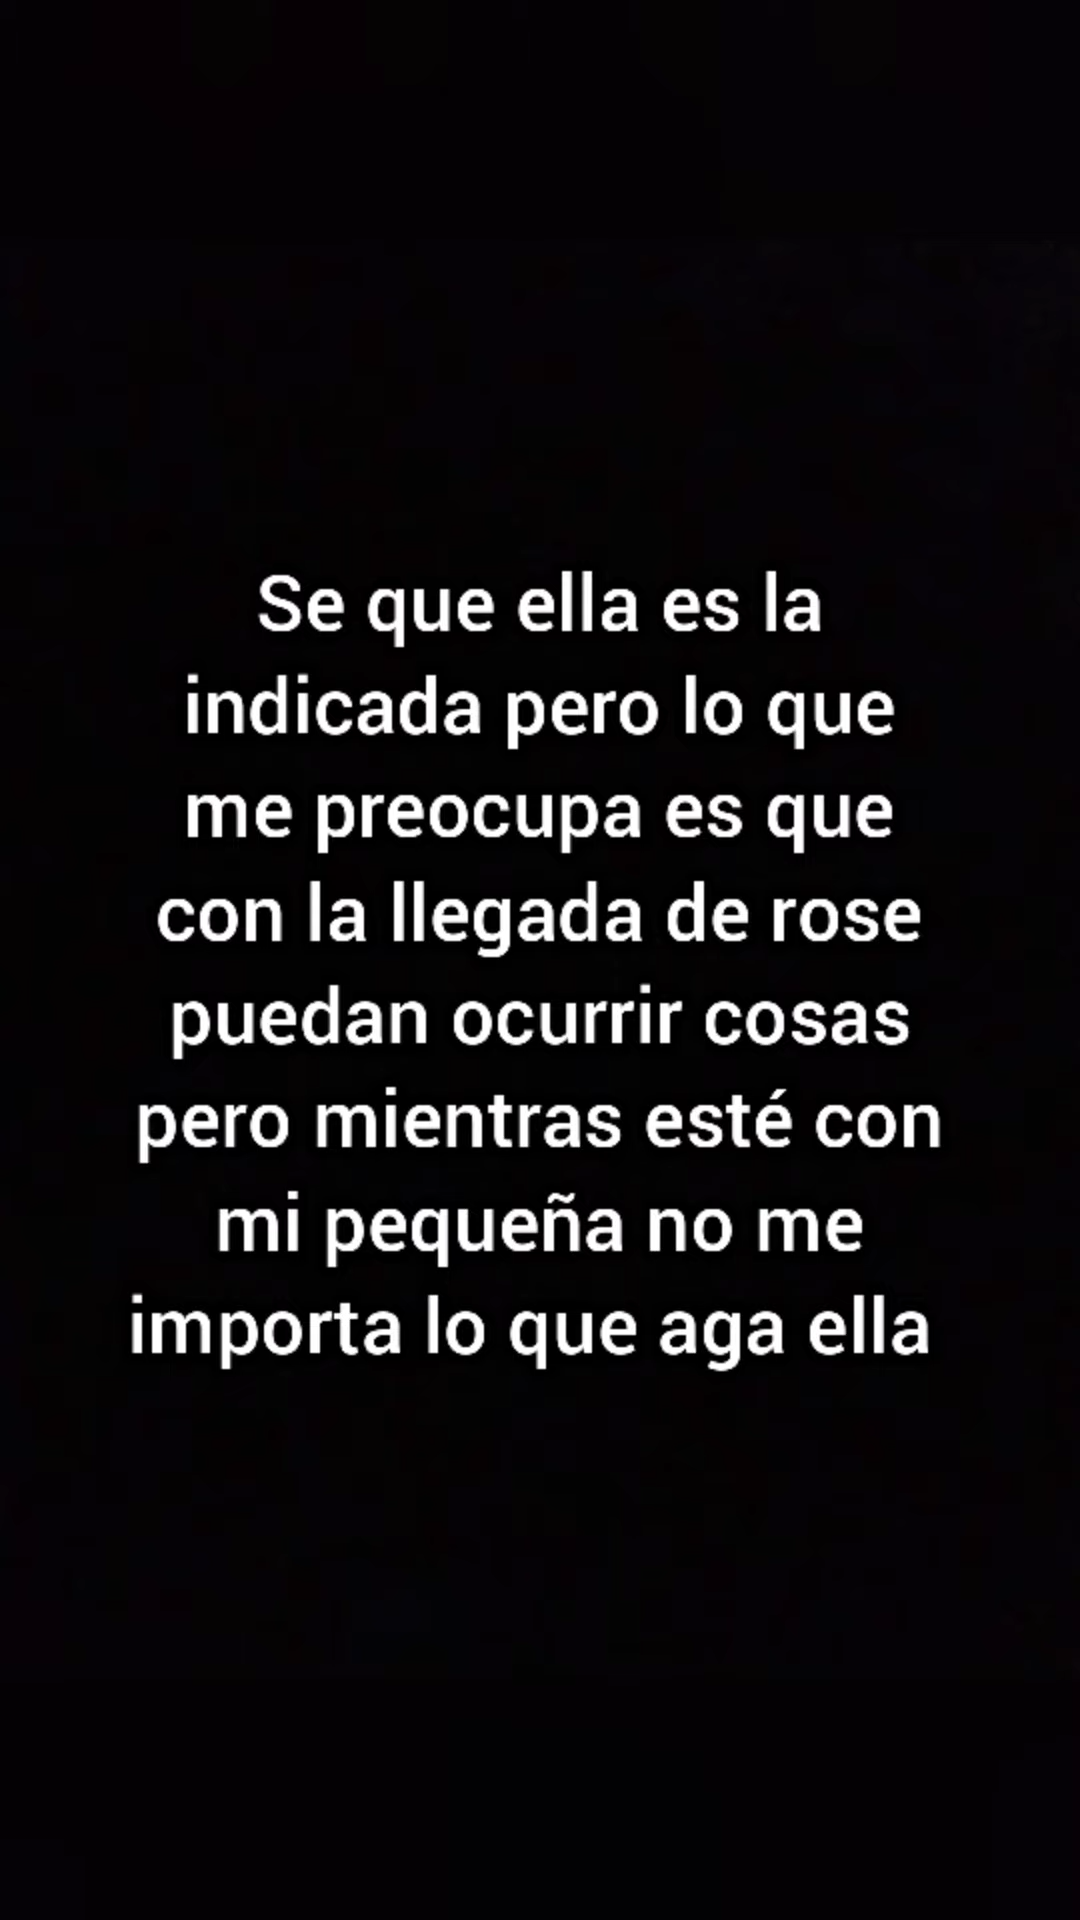 Se que ella es la
indicada pero lo que
me preocupa es que
con la llegada de rose
puedan ocurrir cosas
pero mientras esté con
mi pequeña no me
importa lo que aga ella